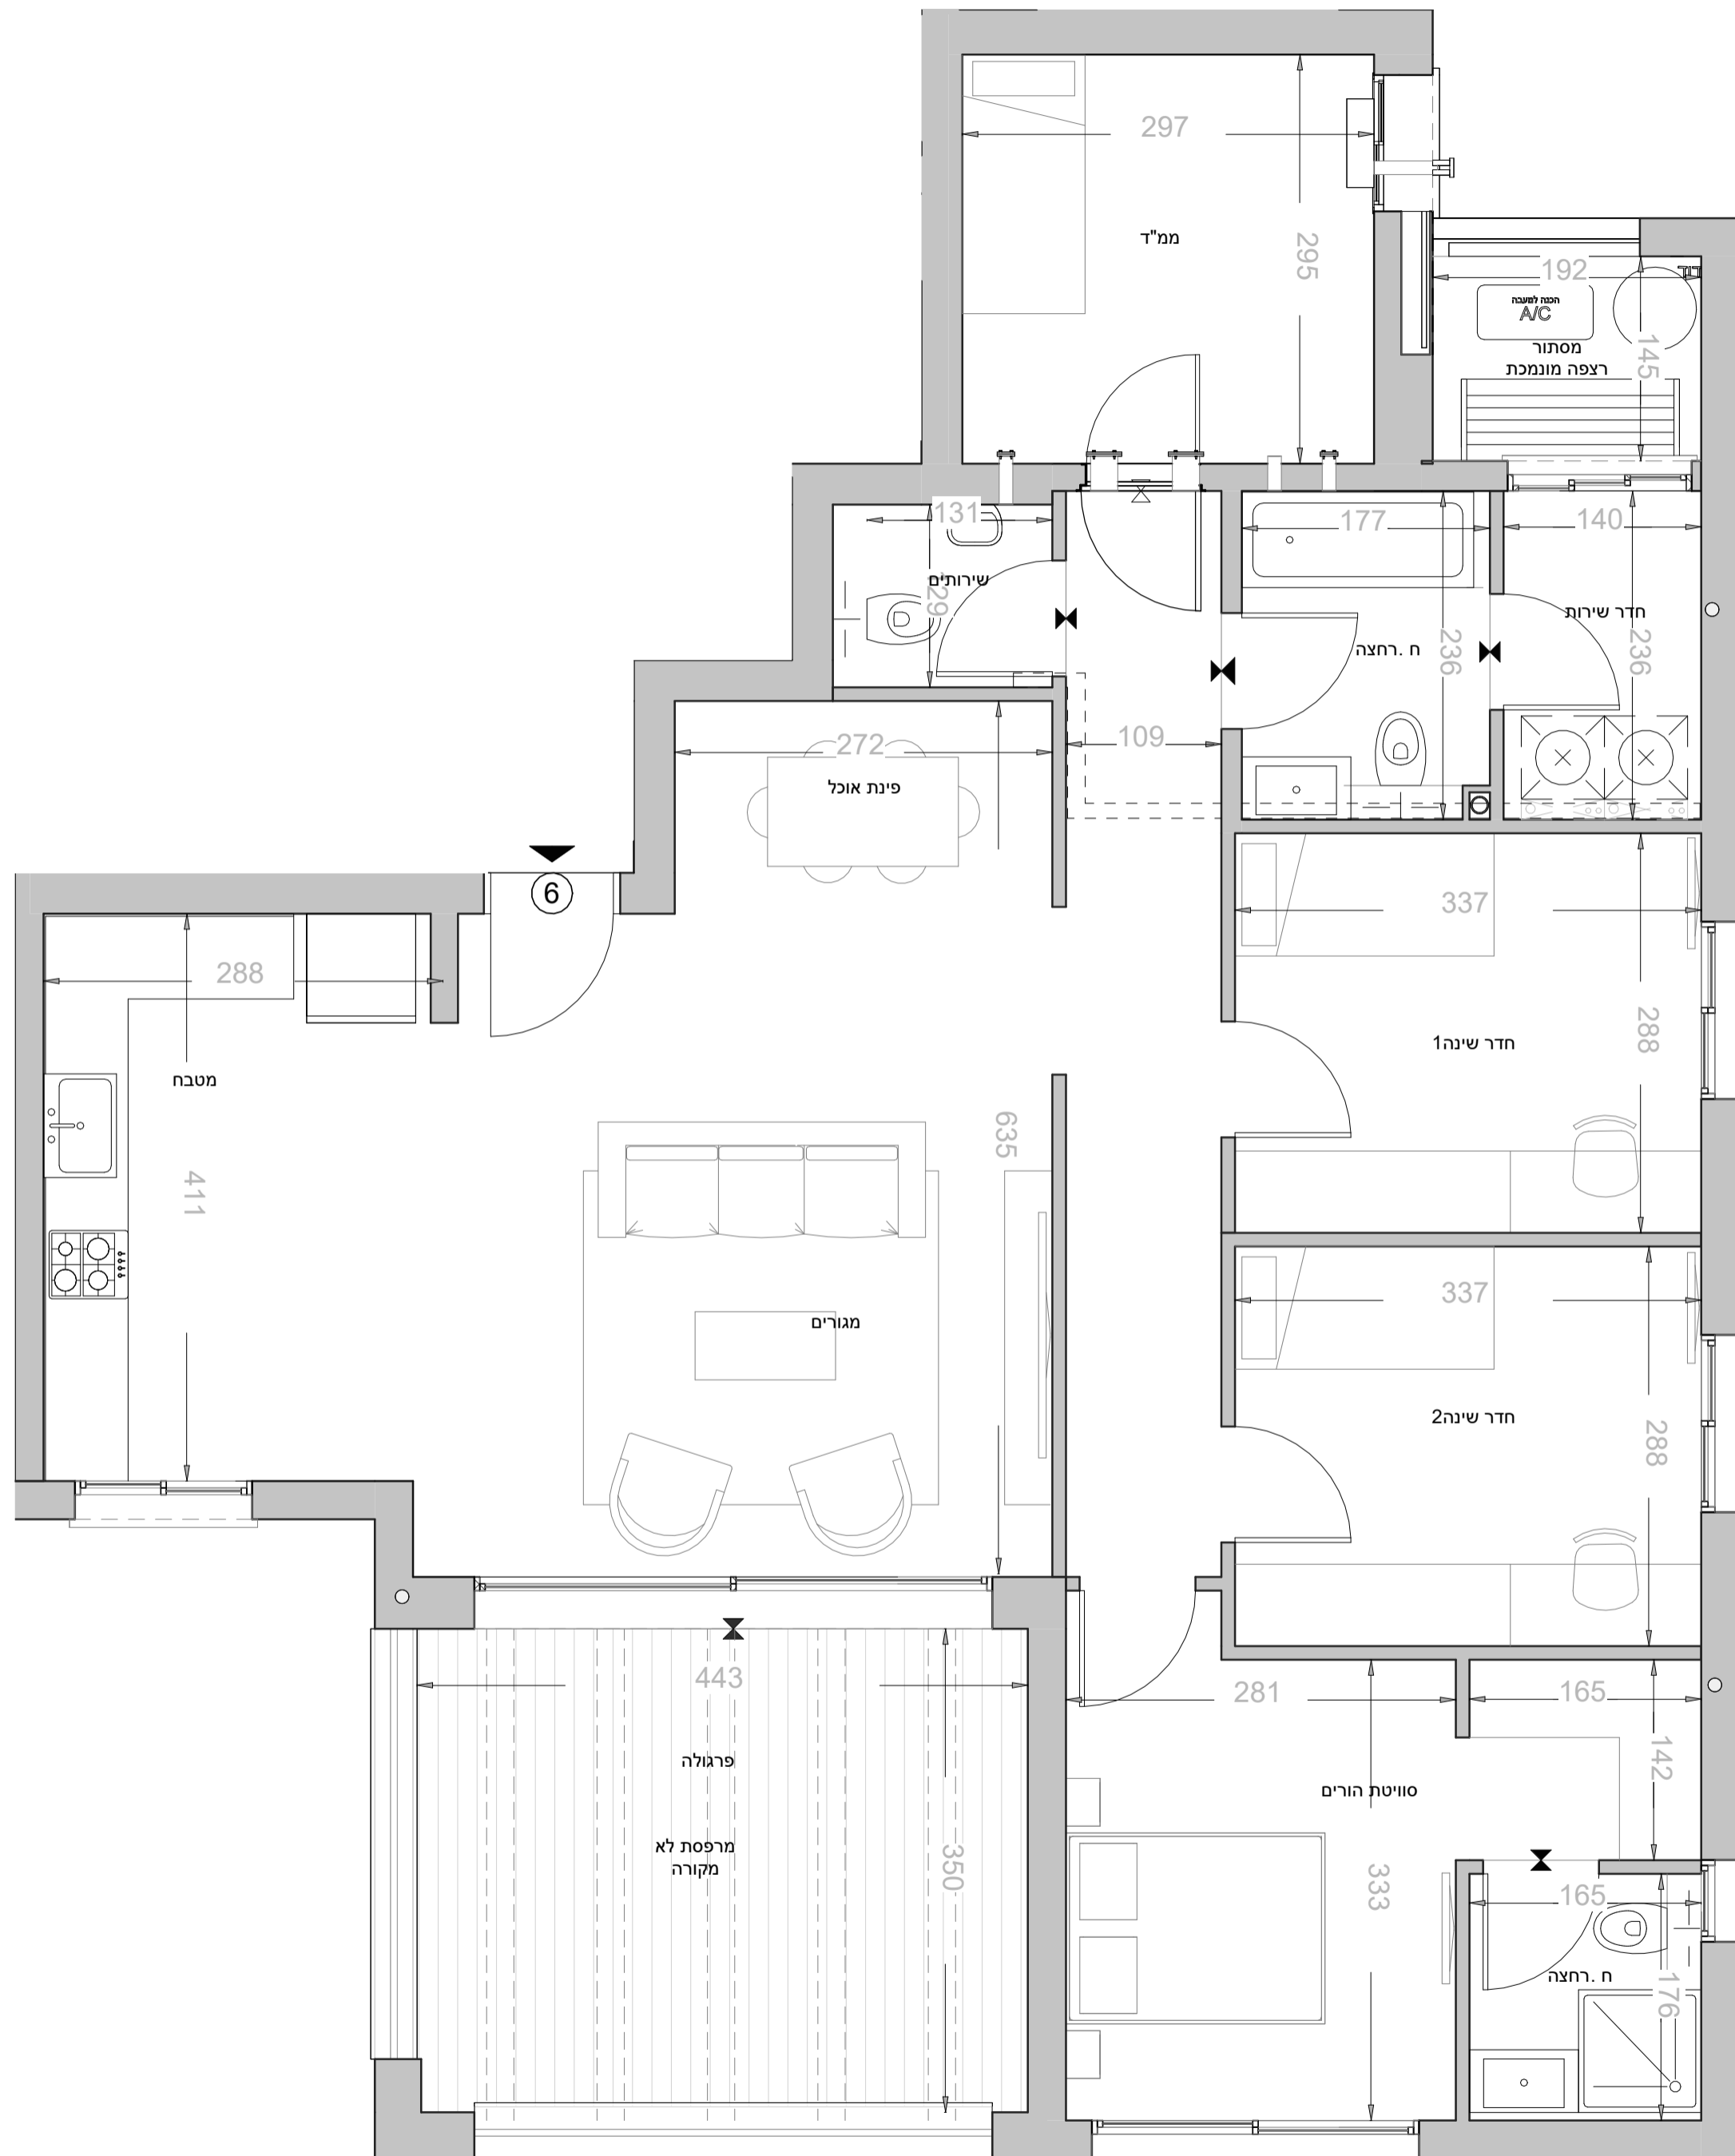 297
295
ממ"ד
192
הכנה למעבה
A/C
145
מסתור
רצפה מונמכת
131
שירותים
129
177
236
ח .רחצה
140
חדר שירות
236
109
272
פינת אוכל
6
288
מטבח
411
635
מגורים
337
חדר שינה1
288
337
חדר שינה2
288
443
פרגולה
מרפסת לא
מקורה
350
281
סוויטת הורים
333
165
142
165
ח .רחצה
176